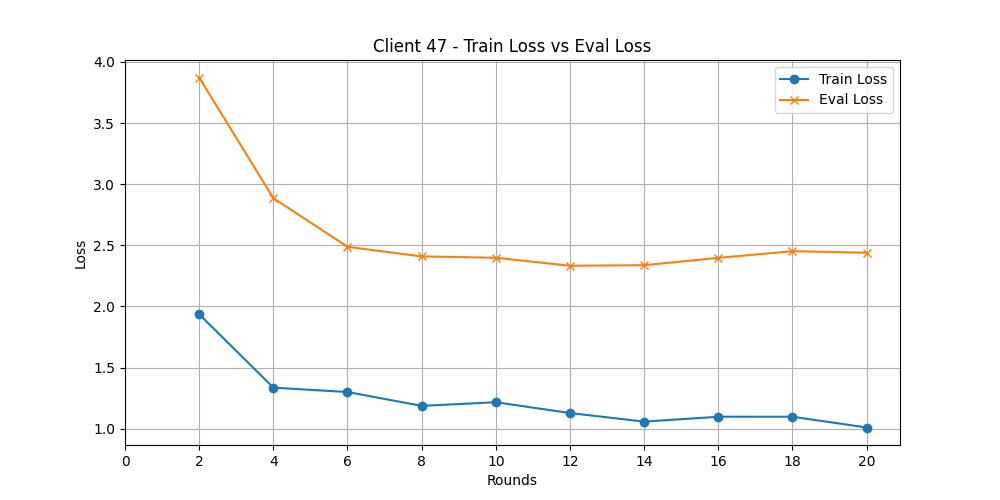 Client 47 - Train Loss vs Eval Loss
Train Loss
Eval Loss
Loss
4.0
3.5
3.0
2.5
2.0
1.5
1.0
0 2 4 6 8 10 12 14 16 18 20
Rounds